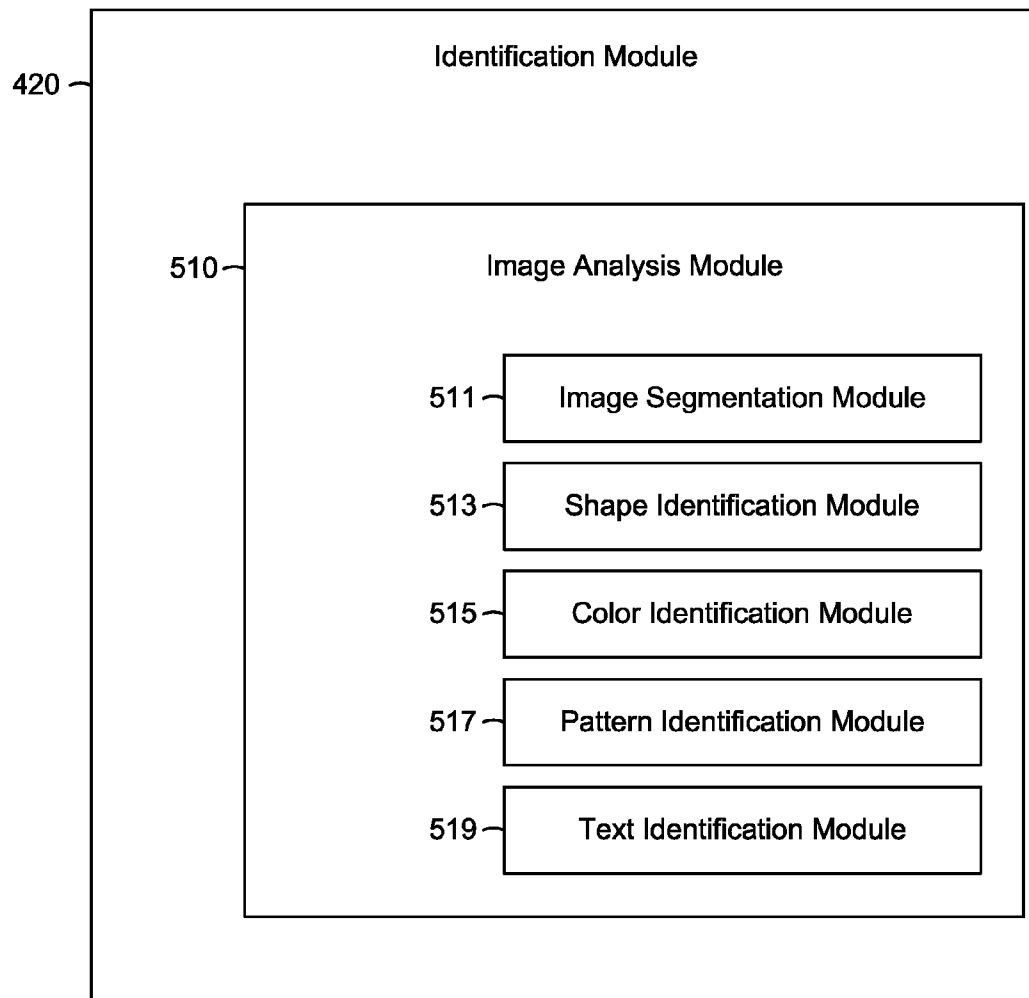 Identification Module
420
510
Image Analysis Module
511
Image Segmentation Module
513
Shape Identification Module
515
Color Identification Module
517
Pattern Identification Module
519
Text Identification Module